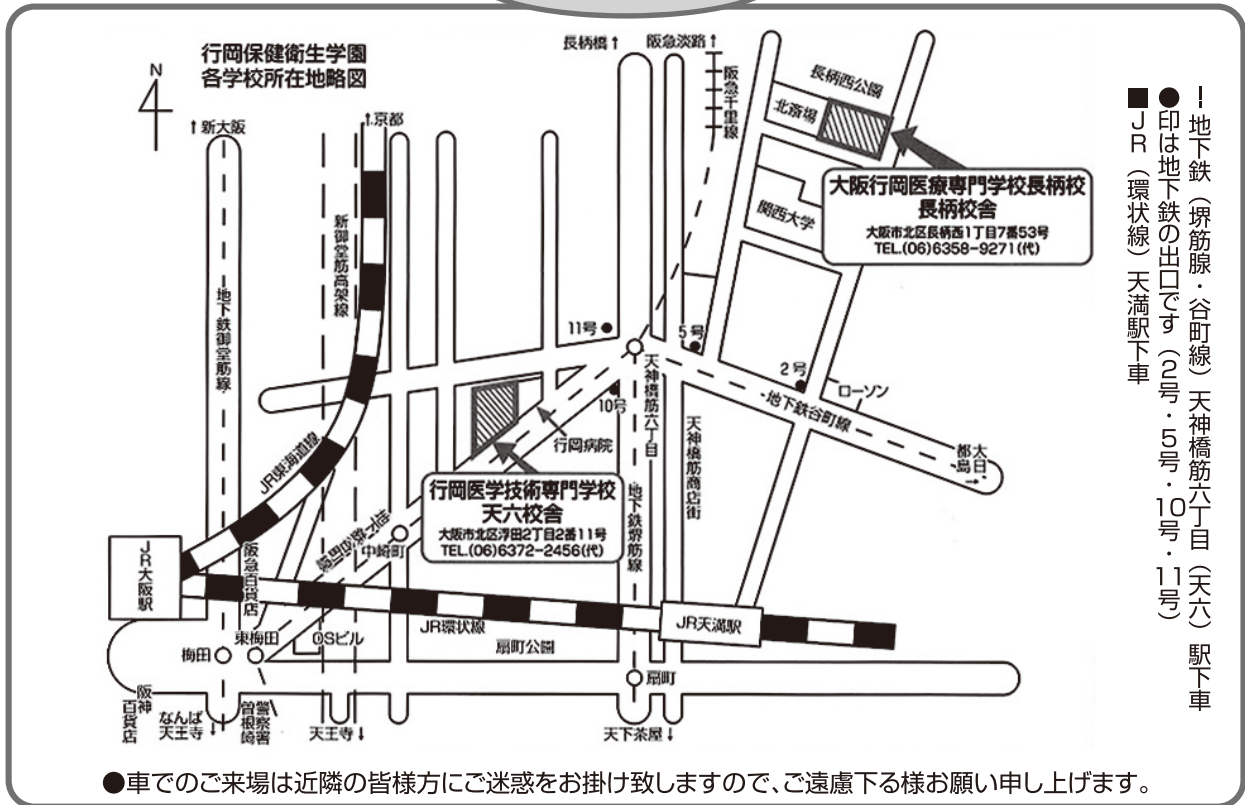 行岡保健衛生学園
各学校所在地略図
N
↑新大阪
↑京都
長柄橋↑
阪急淡路↑
阪急千里線
長柄西公園
北斎場
大阪行岡医療専門学校長柄校
長柄校舎
大阪市北区長柄西1丁目7番53号
TEL.(06)6358-9271(代)
関西大学
新御堂筋高架線
地下鉄御堂筋線
11号
5号
2号
10号
ローソン
天神橋筋六丁目
地下鉄谷町線
行岡病院
天神橋筋商店街
太日
都島
→
JR東海道線
行岡医学技術専門学校
天六校舎
大阪市北区浮田2丁目2番11号
TEL.(06)6372-2456(代)
地下鉄谷町線
中崎町
地下鉄堺筋線
JR大阪駅
阪急百貨店
JR環状線
JR天満駅
東梅田
OSビル
扇町公園
梅田
扇町
阪神
百貨店
なんば
天王寺↓
曽根崎
警察署
天王寺↓
天下茶屋↓
地下鉄（堺筋腺・谷町線）天神橋筋六丁目（天六）駅下車
●印は地下鉄の出口です（2号・5号・10号・11号）
■JR（環状線）天満駅下車
●車でのご来場は近隣の皆様方にご迷惑をお掛け致しますので、ご遠慮下る様お願い申し上げます。